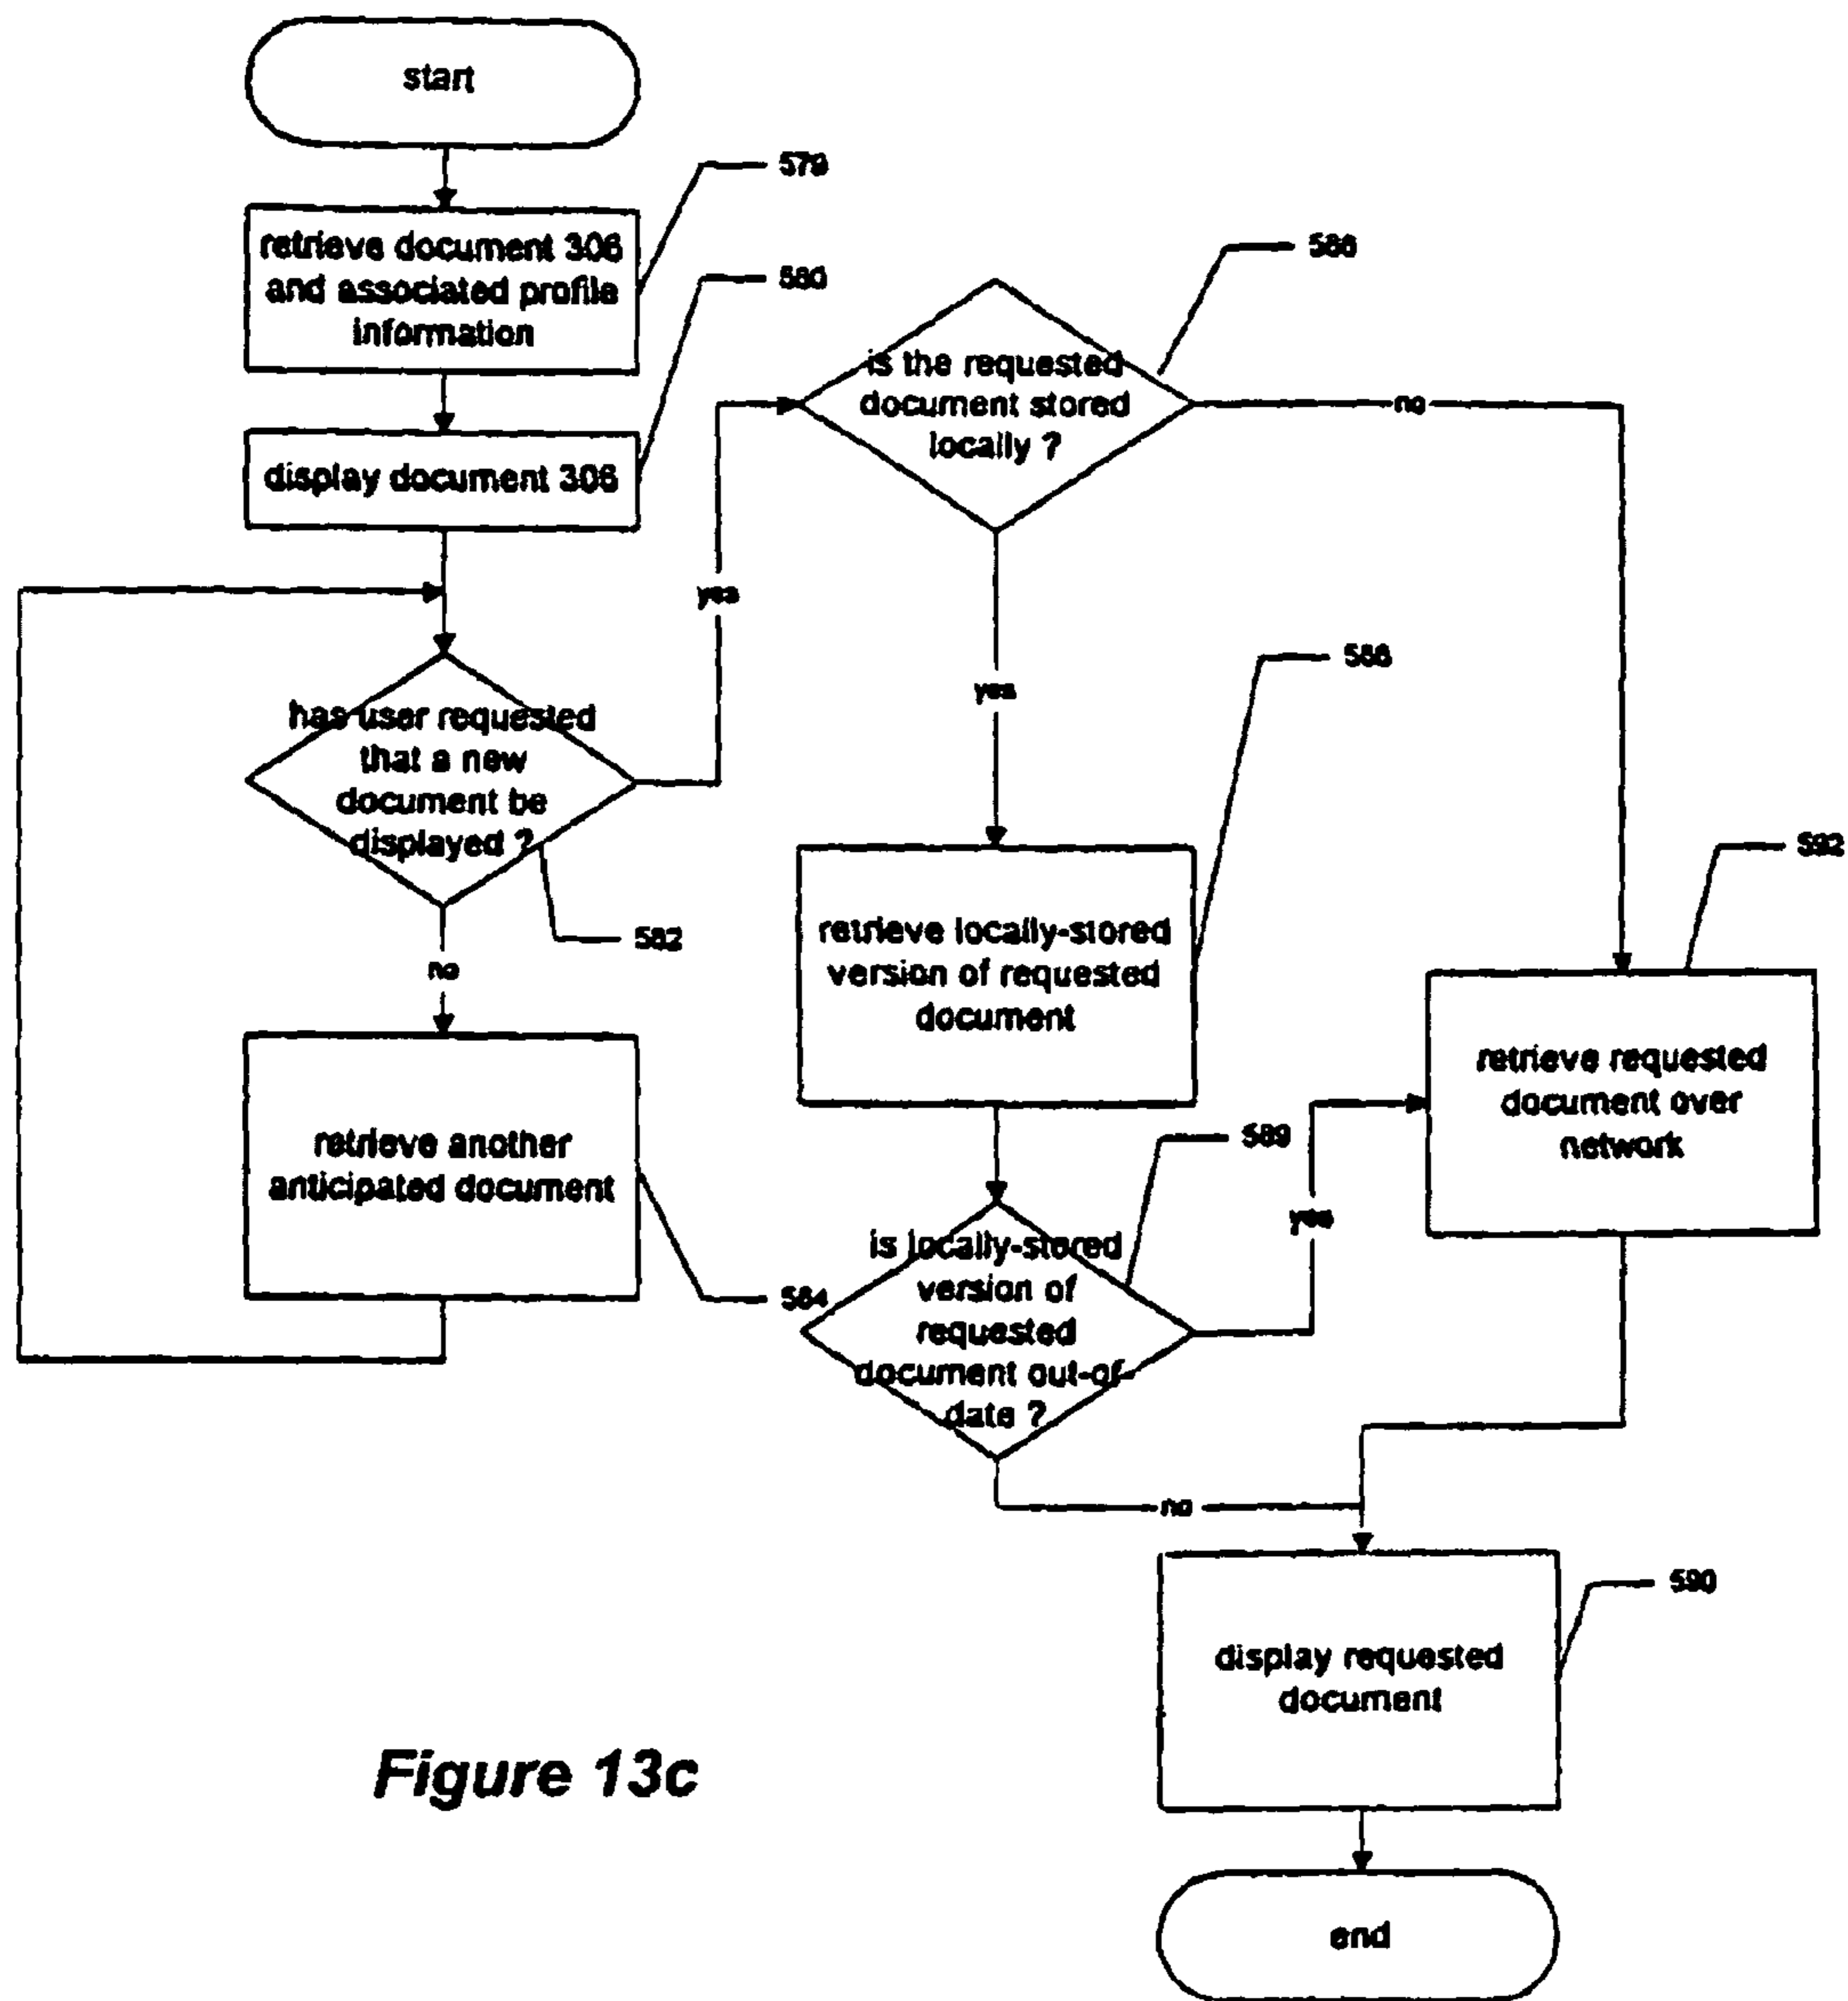 start
579
retrieve document 306
and associated profile
information
580
display document 306
586
is the requested
document stored
locally ?
no
yes
yes
has user requested
that a new
document be
displayed ?
582
no
588
retrieve locally-stored
version of requested
document
592
retrieve requested
document over
network
retrieve another
anticipated document
584
589
is locally-stored
version of
requested
document out-of-
date ?
yes
no
590
display requested
document
Figure 13c
end